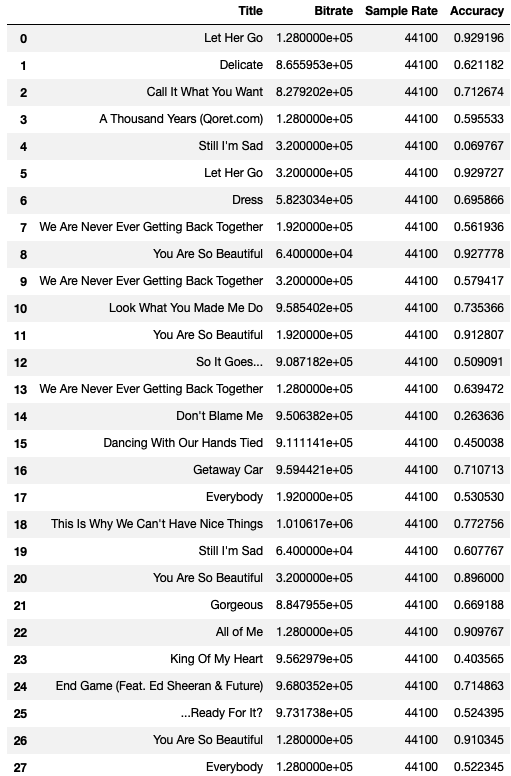 Title Bitrate Sample Rate Accuracy
0 Let Her Go 1.280000e+05 44100 0.929196
1 Delicate 8.655953e+05 44100 0.621182
2 Call It What You Want 8.279202e+05 44100 0.712674
3 A Thousand Years (Qoret.com) 1.280000e+05 44100 0.595533
4 Still I'm Sad 3.200000e+05 44100 0.069767
5 Let Her Go 3.200000e+05 44100 0.929727
6 Dress 5.823034e+05 44100 0.695866
7 We Are Never Ever Getting Back Together 1.920000e+05 44100 0.561936
8 You Are So Beautiful 6.400000e+04 44100 0.927778
9 We Are Never Ever Getting Back Together 3.200000e+05 44100 0.579417
10 Look What You Made Me Do 9.585402e+05 44100 0.735366
11 You Are So Beautiful 1.920000e+05 44100 0.912807
12 So It Goes... 9.087182e+05 44100 0.509091
13 We Are Never Ever Getting Back Together 1.280000e+05 44100 0.639472
14 Don't Blame Me 9.506382e+05 44100 0.263636
15 Dancing With Our Hands Tied 9.111141e+05 44100 0.450038
16 Getaway Car 9.594421e+05 44100 0.710713
17 Everybody 1.920000e+05 44100 0.530530
18 This Is Why We Can't Have Nice Things 1.010617e+06 44100 0.772756
19 Still I'm Sad 6.400000e+04 44100 0.607767
20 You Are So Beautiful 3.200000e+05 44100 0.896000
21 Gorgeous 8.847955e+05 44100 0.669188
22 All of Me 1.280000e+05 44100 0.909767
23 King Of My Heart 9.562979e+05 44100 0.403565
24 End Game (Feat. Ed Sheeran & Future) 9.680352e+05 44100 0.714863
25 ...Ready For It? 9.731738e+05 44100 0.524395
26 You Are So Beautiful 1.280000e+05 44100 0.910345
27 Everybody 1.280000e+05 44100 0.522345